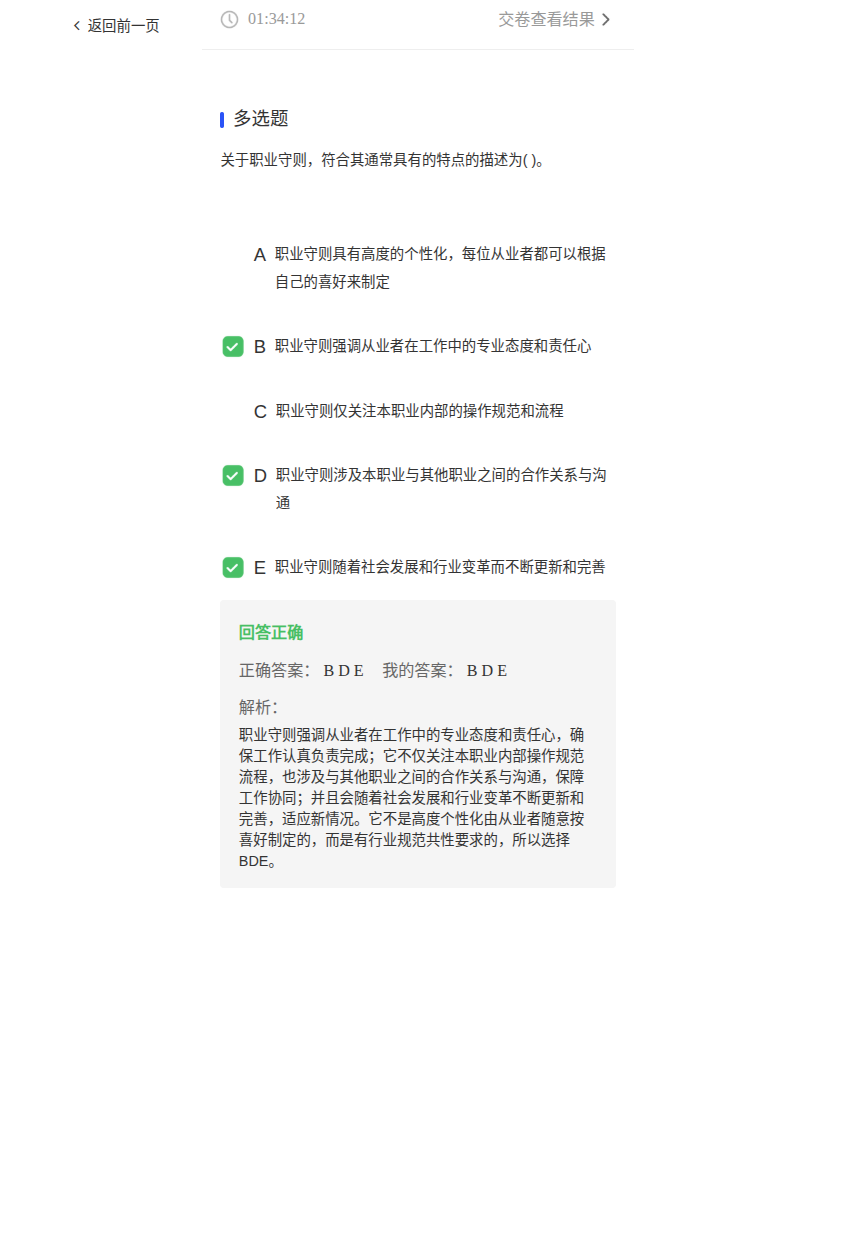 返回前一页
01:34:12
交卷查看结果
多选题
关于职业守则，符合其通常具有的特点的描述为( )。
A 职业守则具有高度的个性化，每位从业者都可以根据
自己的喜好来制定
B 职业守则强调从业者在工作中的专业态度和责任心
C 职业守则仅关注本职业内部的操作规范和流程
D 职业守则涉及本职业与其他职业之间的合作关系与沟
通
E 职业守则随着社会发展和行业变革而不断更新和完善
回答正确
正确答案： B D E 我的答案： B D E
解析：
职业守则强调从业者在工作中的专业态度和责任心，确
保工作认真负责完成；它不仅关注本职业内部操作规范
流程，也涉及与其他职业之间的合作关系与沟通，保障
工作协同；并且会随着社会发展和行业变革不断更新和
完善，适应新情况。它不是高度个性化由从业者随意按
喜好制定的，而是有行业规范共性要求的，所以选择
BDE。